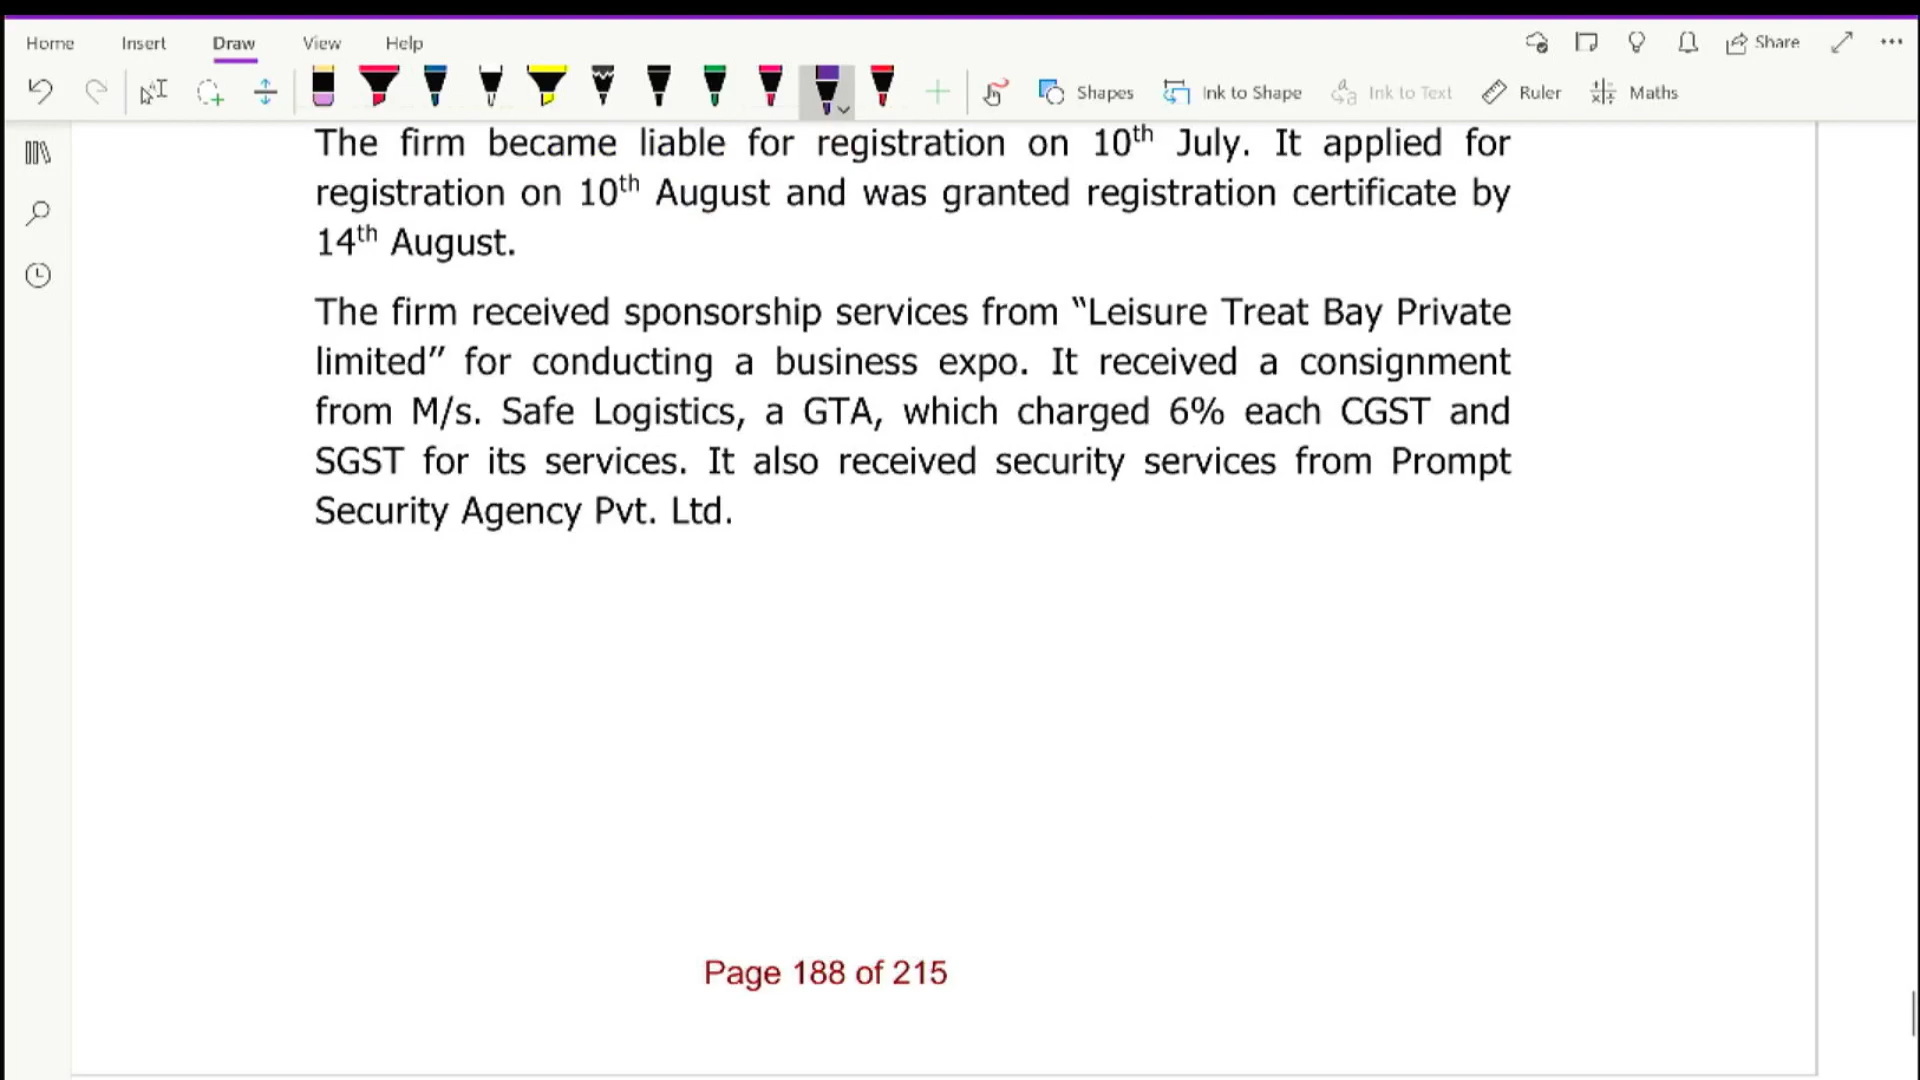 Home Insert Draw View Help Share
Shapes Ink to Shape Ink to Text Ruler Maths
The firm became liable for registration on 10th July. It applied for
registration on 10th August and was granted registration certificate by
14th August.
The firm received sponsorship services from “Leisure Treat Bay Private
limited” for conducting a business expo. It received a consignment
from M/s. Safe Logistics, a GTA, which charged 6% each CGST and
SGST for its services. It also received security services from Prompt
Security Agency Pvt. Ltd.
Page 188 of 215